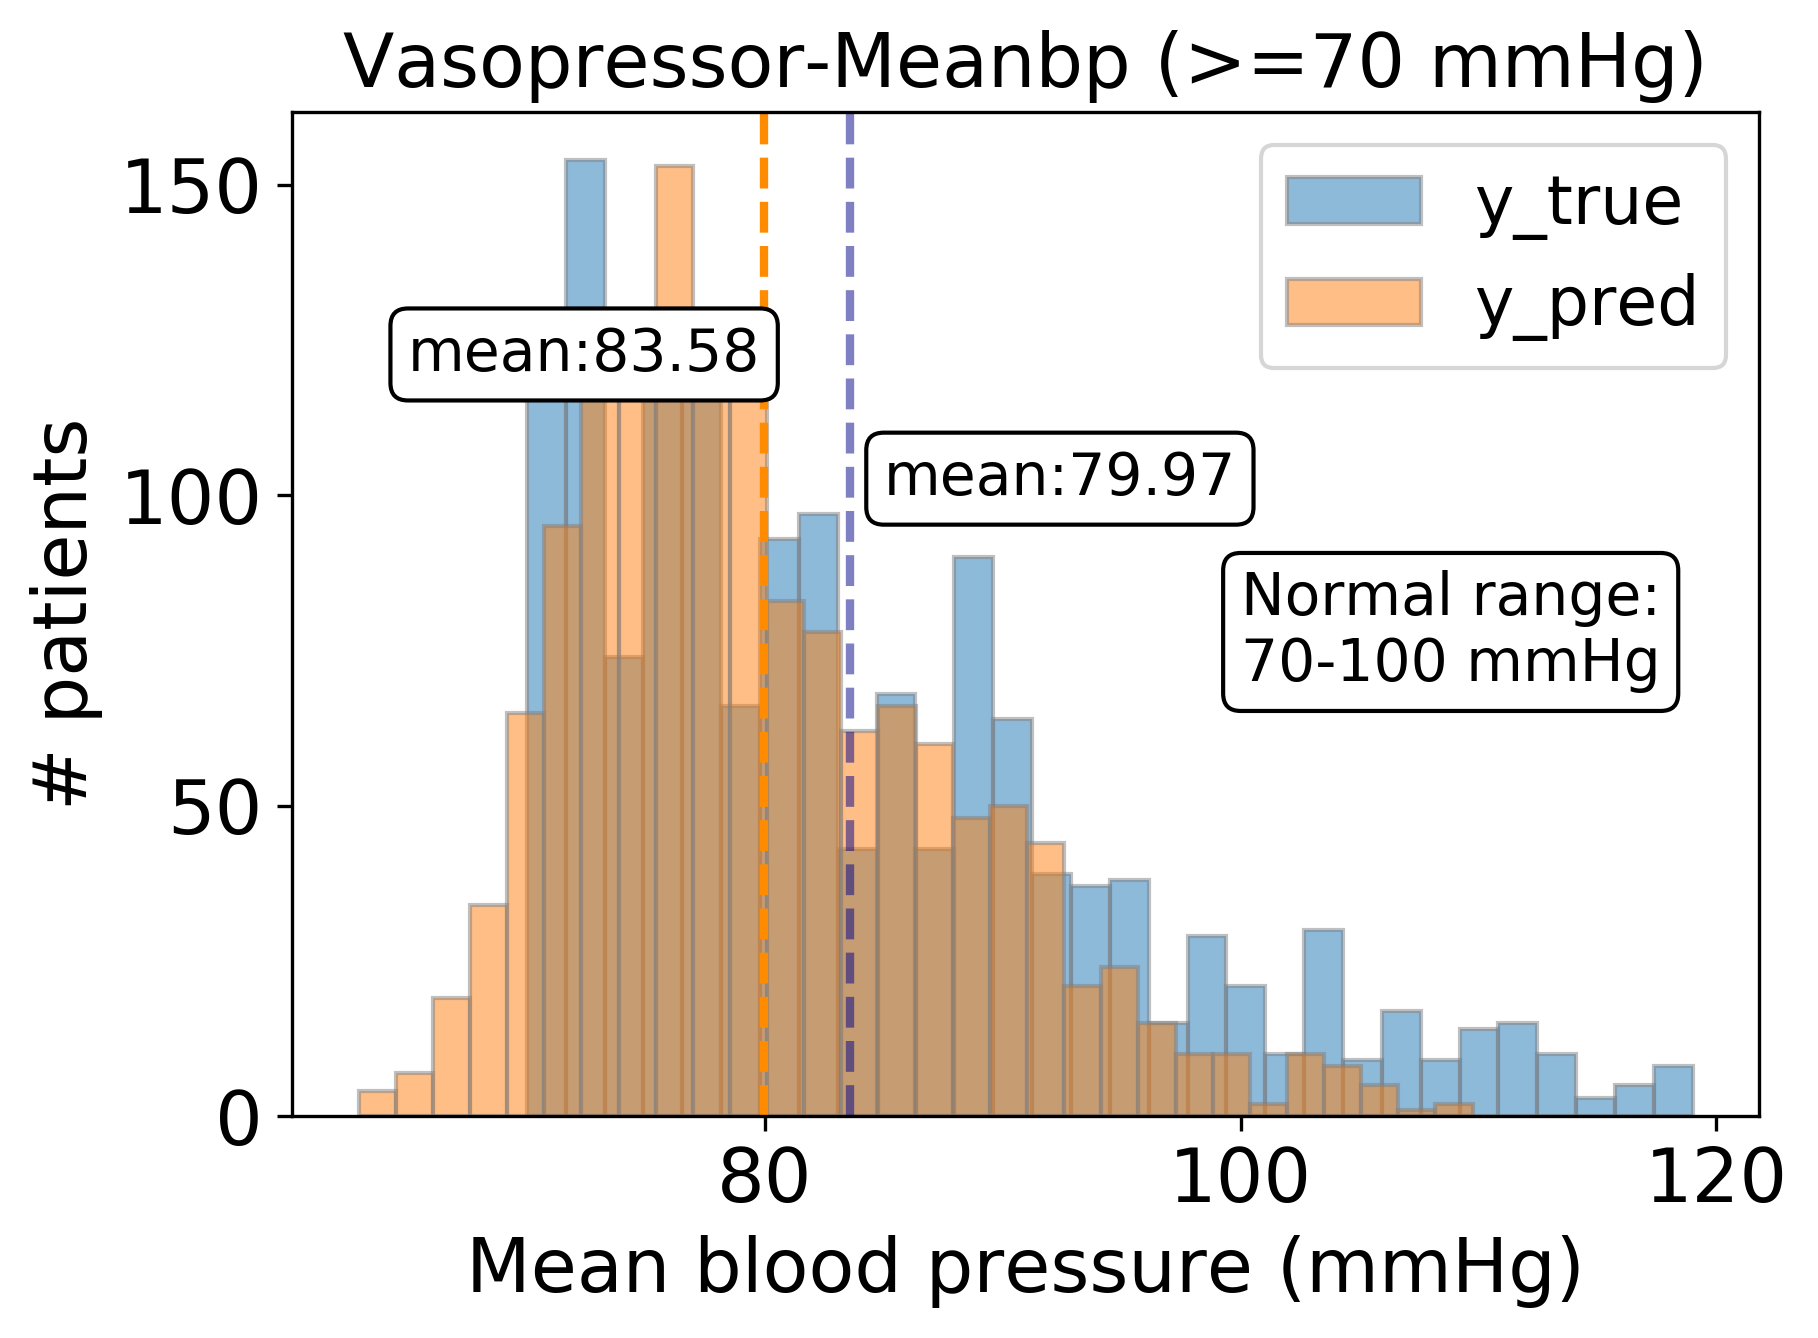 Vasopressor-Meanbp (>=70 mmHg)
y_true
y_pred
mean:83.58
mean:79.97
Normal range:
70-100 mmHg
# patients
150
100
50
0
80
100
120
Mean blood pressure (mmHg)